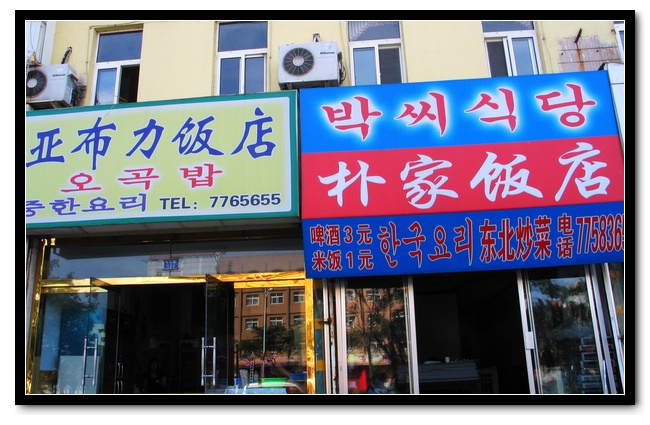 亚布力饭店
오곡밥
중한요리 TEL: 7765655
박씨식당
朴家饭店
啤酒3元
米饭1元
한국요리 东北炒菜 电话 775836